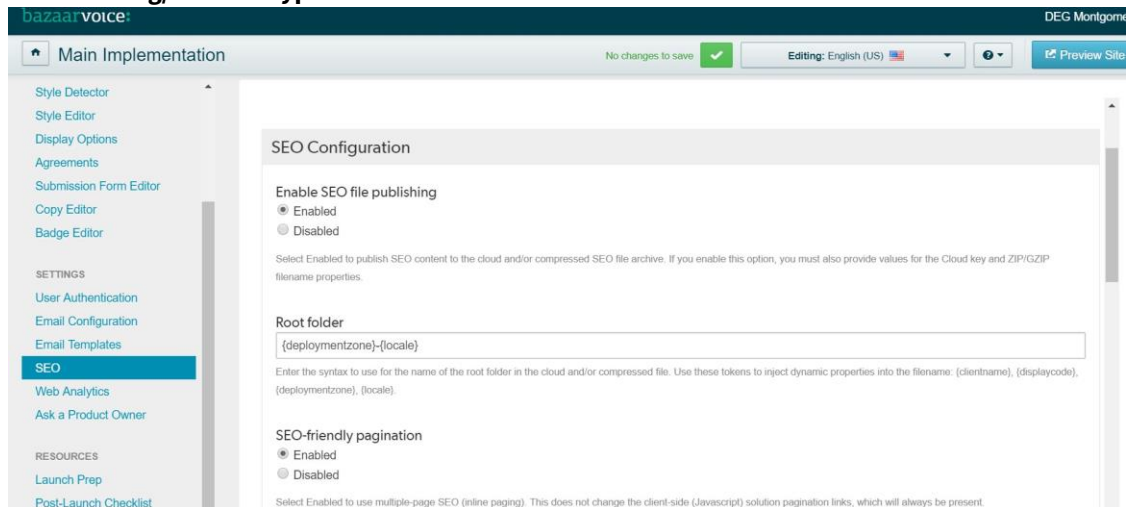 bazaarvoice:
DEG Montgome
Main Implementation
No changes to save
Editing: English (US)
Preview Site
Style Detector
Style Editor
Display Options
Agreements
Submission Form Editor
Copy Editor
Badge Editor
SETTINGS
User Authentication
Email Configuration
Email Templates
SEO
Web Analytics
Ask a Product Owner
RESOURCES
Launch Prep
Post-Launch Checklist
SEO Configuration
Enable SEO file publishing
Enabled
Disabled
Select Enabled to publish SEO content to the cloud and/or compressed SEO file archive. If you enable this option, you must also provide values for the Cloud key and ZIP/GZIP
filename properties.
Root folder
{deploymentzone}-{locale}
Enter the syntax to use for the name of the root folder in the cloud and/or compressed file. Use these tokens to inject dynamic properties into the filename: {clientname}, {displaycode},
{deploymentzone}, {locale}.
SEO-friendly pagination
Enabled
Disabled
Select Enabled to use multiple-page SEO (inline paging). This does not change the client-side (Javascript) solution pagination links, which will always be present.